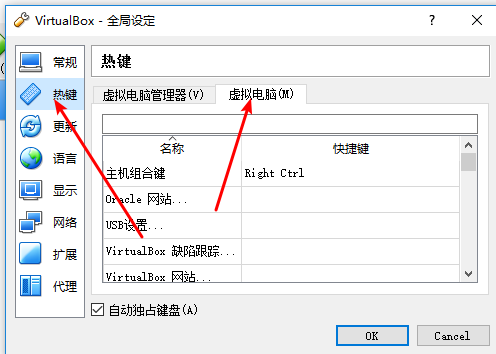 VirtualBox - 全局设定
常规
热键
更新
语言
显示
网络
扩展
代理
热键
虚拟电脑管理器(V)
虚拟电脑(M)
名称
快捷键
主机组合键
Right Ctrl
Oracle 网站...
USB设置...
VirtualBox 缺陷跟踪...
VirtualBox 网站...
自动独占键盘(A)
OK
Cancel